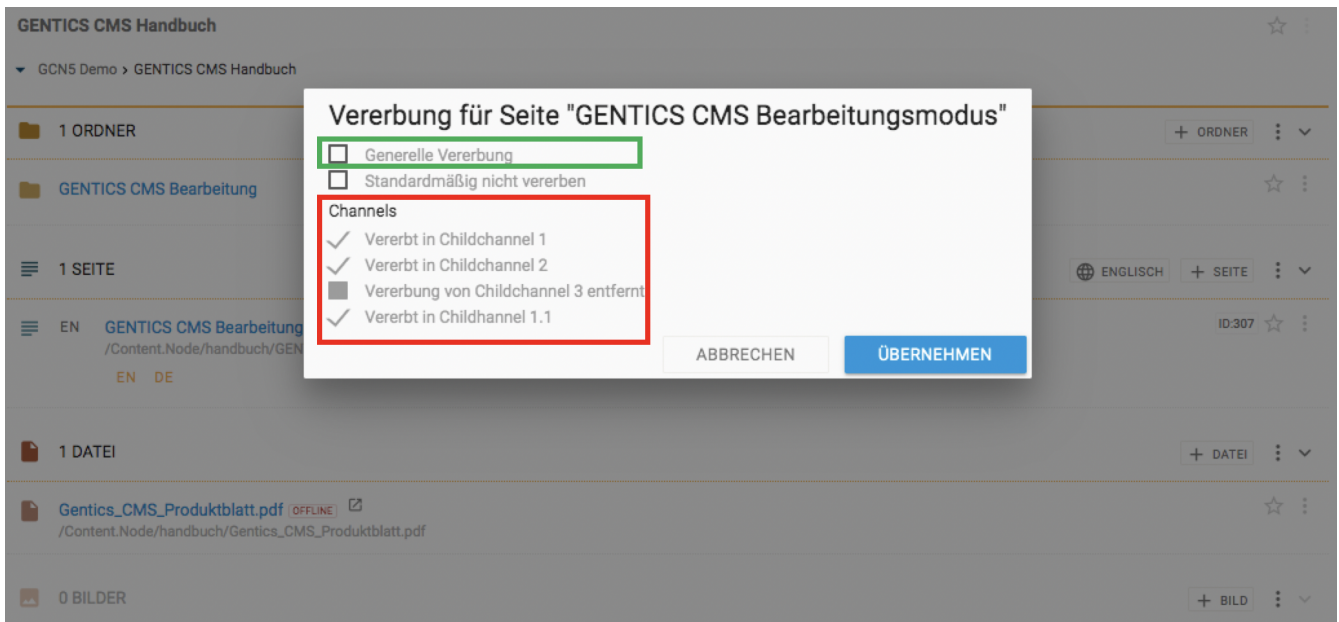 GENTICS CMS Handbuch
GCN5 Demo › GENTICS CMS Handbuch
Vererbung für Seite "GENTICS CMS Bearbeitungsmodus"
Generelle Vererbung
Standardmäßig nicht vererben
Channels
Vererbt in Childchannel 1
Vererbt in Childchannel 2
Vererbung von Childchannel 3 entfernt
Vererbt in Childhannel 1.1
ABBRECHEN ÜBERNEHMEN
1 ORDNER + ORDNER
GENTICS CMS Bearbeitung
1 SEITE ENGLISCH + SEITE
EN GENTICS CMS Bearbeitung ID:307
/Content.Node/handbuch/GEN
EN DE
1 DATEI + DATEI
Gentics_CMS_Produktblatt.pdf OFFLINE
/Content.Node/handbuch/Gentics_CMS_Produktblatt.pdf
0 BILDER + BILD